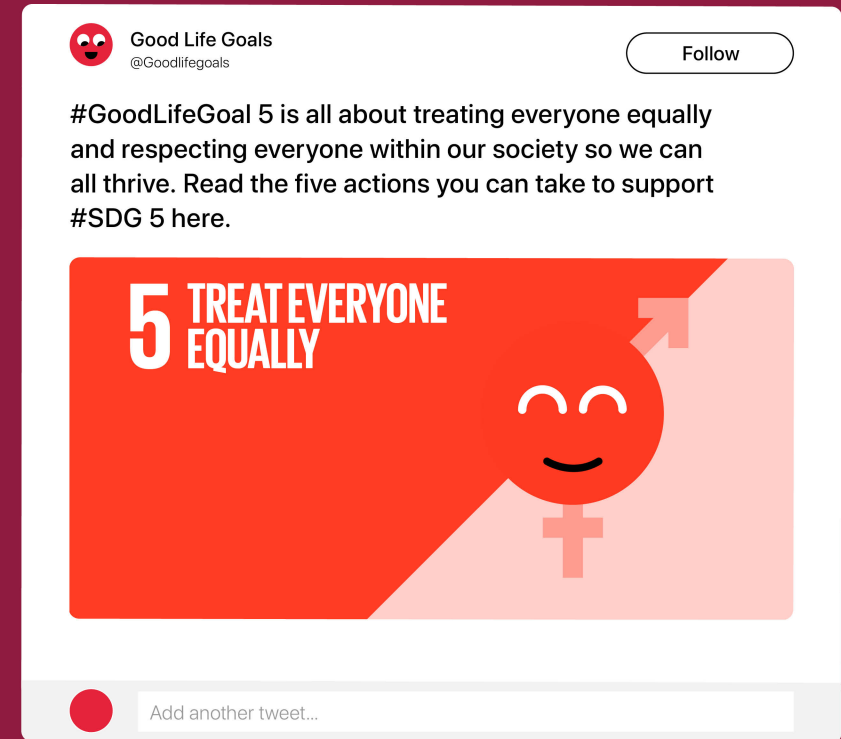 Good Life Goals
@Goodlifegoals
Follow
#GoodLifeGoal 5 is all about treating everyone equally
and respecting everyone within our society so we can
all thrive. Read the five actions you can take to support
#SDG 5 here.
5 TREAT EVERYONE
EQUALLY
Add another tweet...